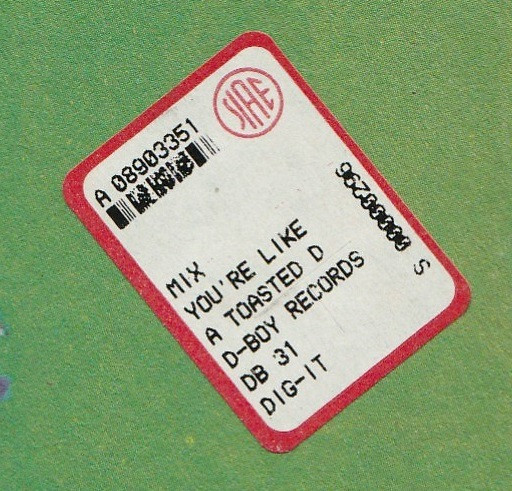 SIAE
A 08903351
MIX
YOU'RE LIKE
A TOASTED D
D-BOY RECORDS
DB 31
DIG-IT
S